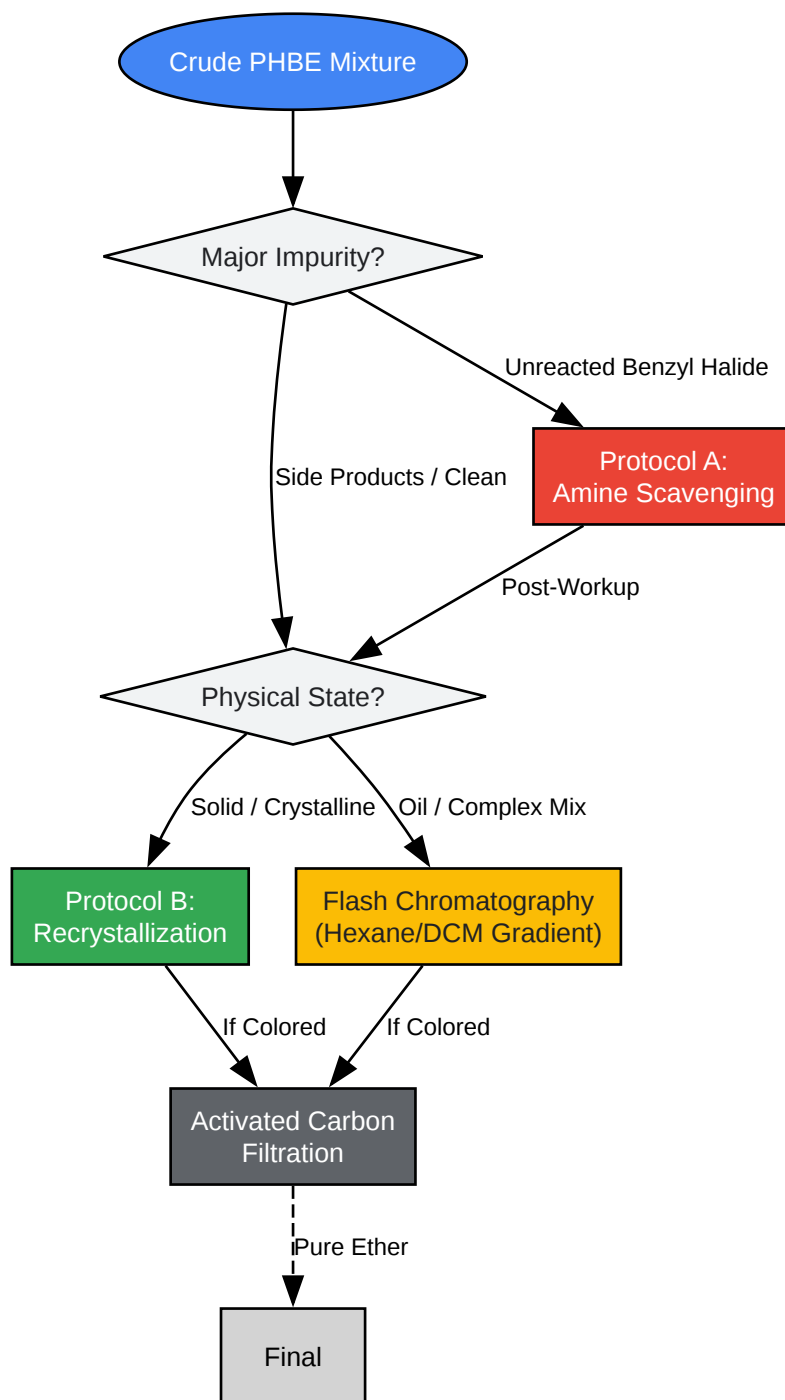 Crude PHBE Mixture
Major Impurity?
Unreacted Benzyl Halide
Protocol A:
Amine Scavenging
Side Products / Clean
Post-Workup
Physical State?
Solid / Crystalline
Oil / Complex Mix
Protocol B:
Recrystallization
Flash Chromatography
(Hexane/DCM Gradient)
If Colored
If Colored
Activated Carbon
Filtration
Pure Ether
Final